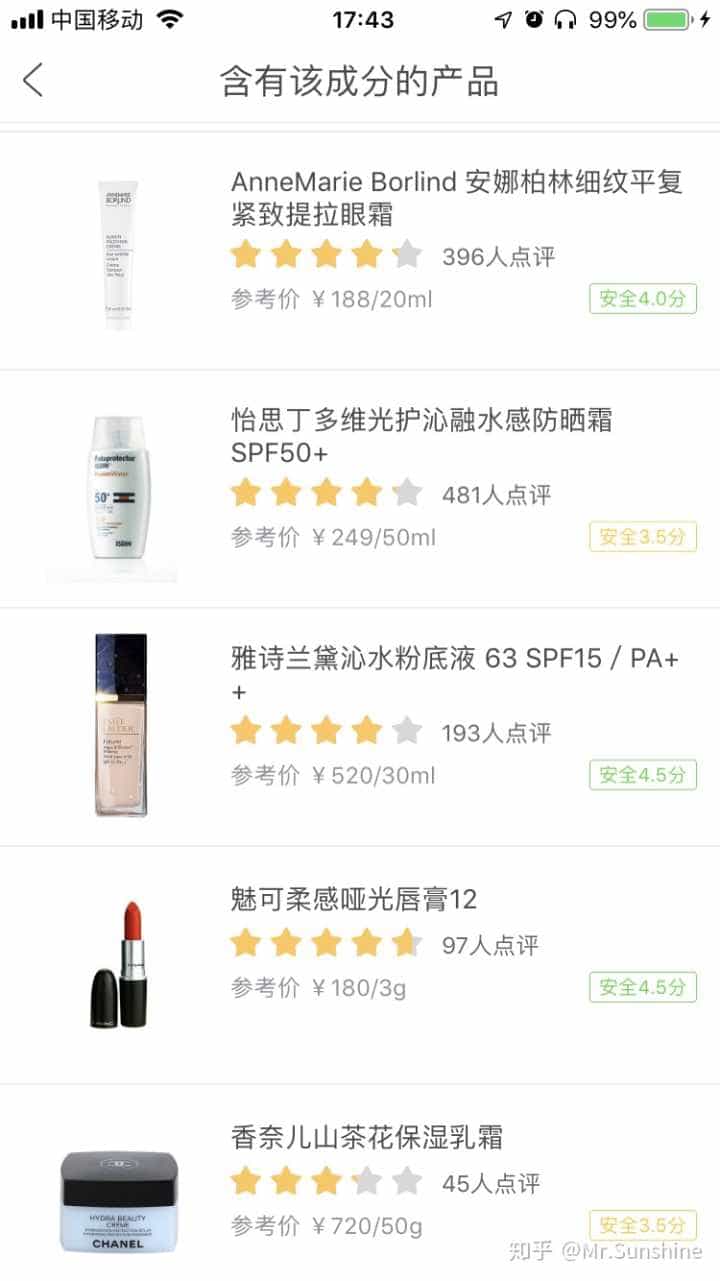 中国移动 17:43 99%
含有该成分的产品
ANNEMARIE
BÖRLIND
AnneMarie Borlind 安娜柏林细纹平复
紧致提拉眼霜
396人点评
参考价 ¥188/20ml 安全4.0分
Fotoprotector
ISDIN
FusionWater
50+
ISDIN
怡思丁多维光护沁融水感防晒霜
SPF50+
481人点评
参考价 ¥249/50ml 安全3.5分
雅诗兰黛沁水粉底液 63 SPF15 / PA+
+
193人点评
参考价 ¥520/30ml 安全4.5分
魅可柔感哑光唇膏12
97人点评
参考价 ¥180/3g 安全4.5分
HYDRA BEAUTY
CRÈME
CHANEL
香奈儿山茶花保湿乳霜
45人点评
参考价 ¥720/50g 安全3.5分
知乎 @Mr.Sunshine